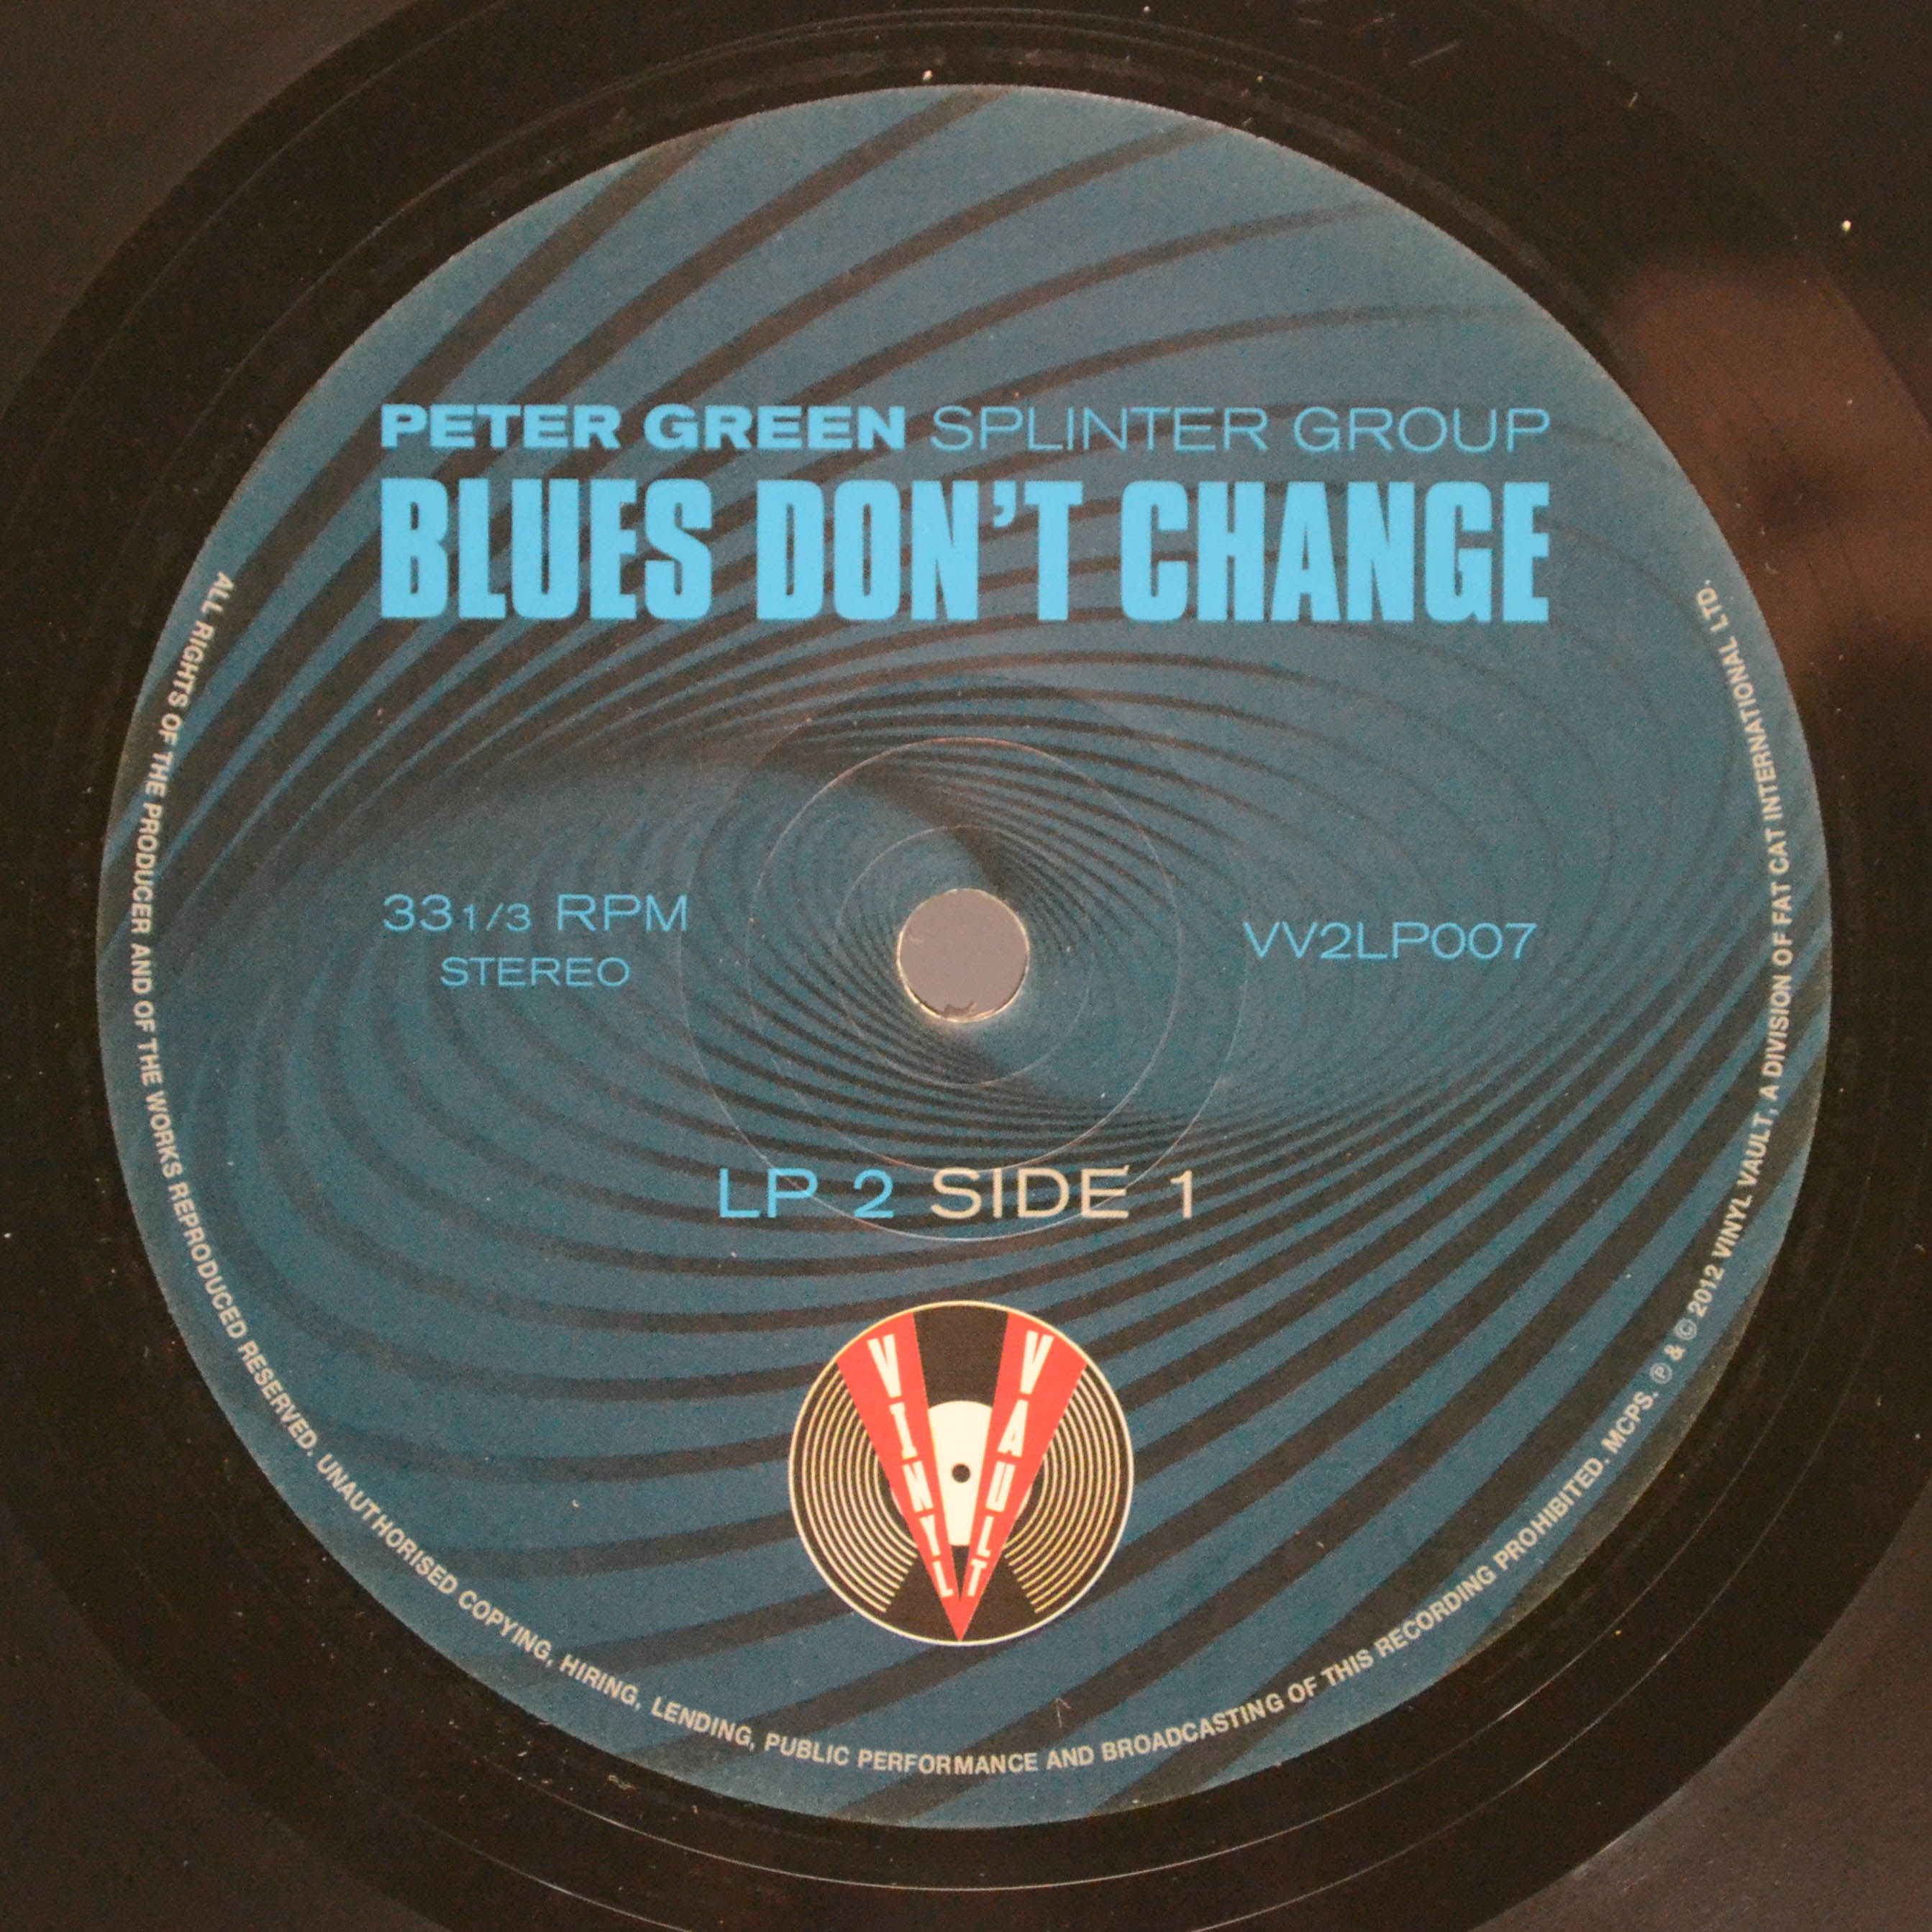 PETER GREEN SPLINTER GROUP
BLUES DON'T CHANGE
33 1/3 RPM
STEREO
VV2LP007
LP 2 SIDE 1
VINYL VAULT
ALL RIGHTS OF THE PRODUCER AND OF THE WORKS REPRODUCED RESERVED. UNAUTHORISED COPYING, HIRING, LENDING, PUBLIC PERFORMANCE AND BROADCASTING OF THIS RECORDING PROHIBITED. MCPS. ℗ & © 2012 VINYL VAULT, A DIVISION OF FAT CAT INTERNATIONAL LTD.